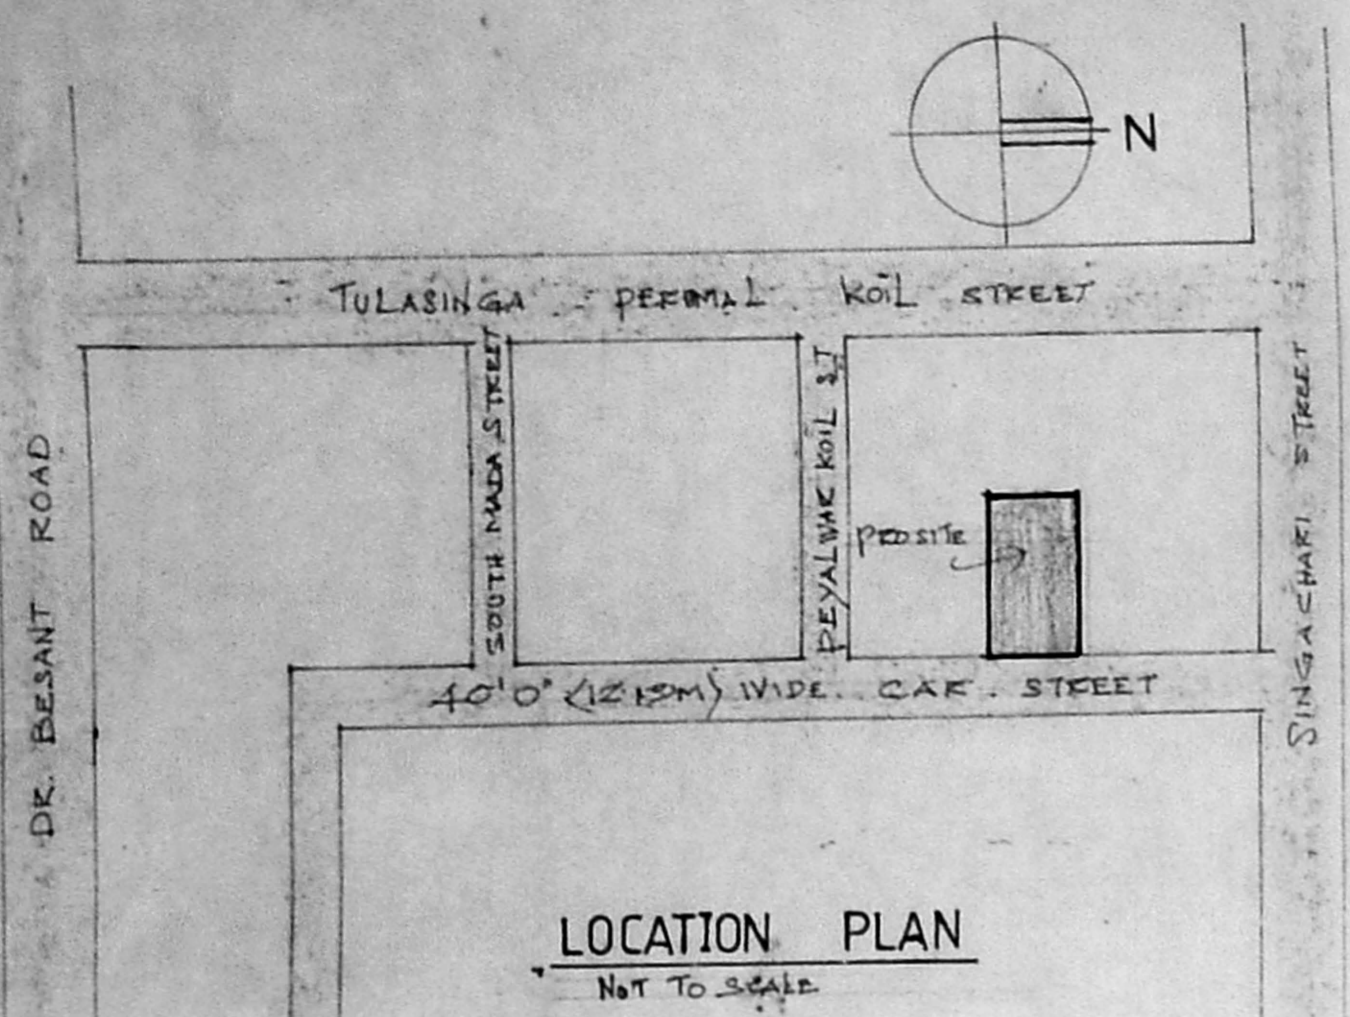 N
TULASINGA PERUMAL KOIL STREET
DR. BESANT ROAD
SOUTH MADA STREET
PEYALWAR KOIL ST
PPD SITE
SINGACHARI STREET
40'0" (12.19M) WIDE. CAR. STREET
LOCATION PLAN
NOT TO SCALE